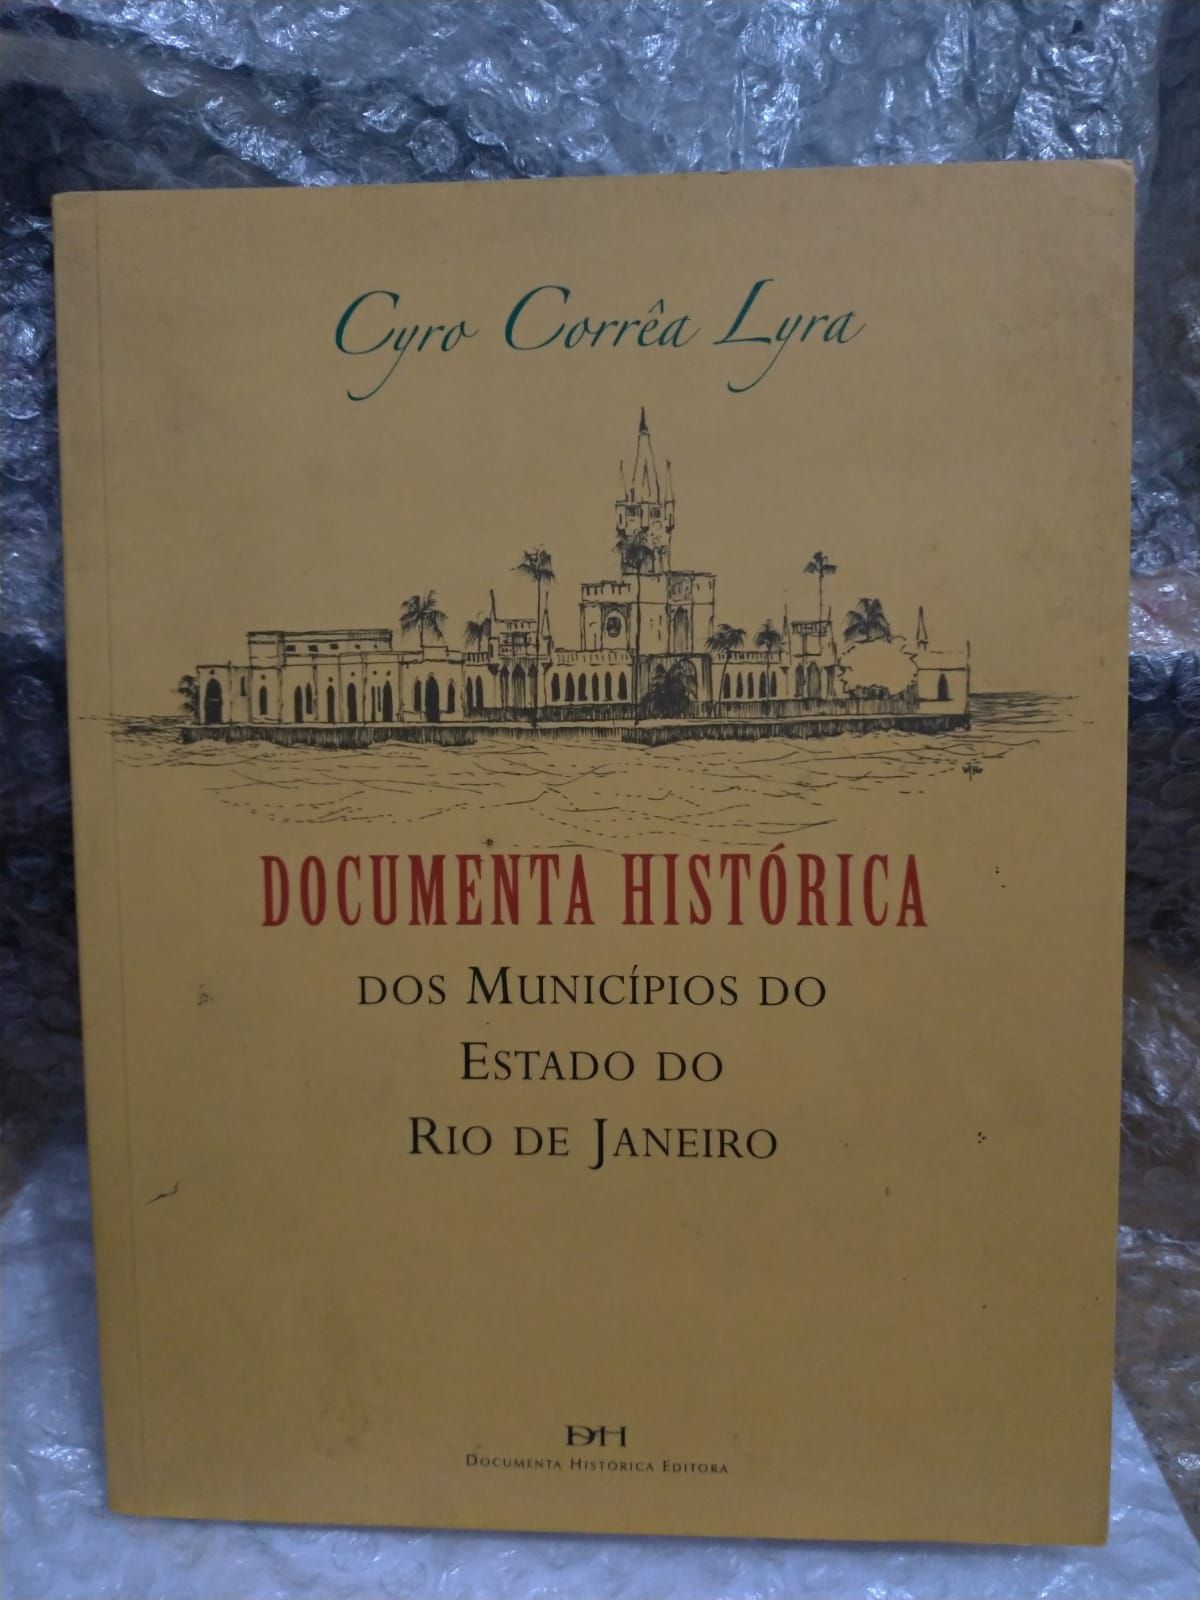 Cyro Corrêa Lyra
DOCUMENTA HISTÓRICA
DOS MUNICÍPIOS DO
ESTADO DO
RIO DE JANEIRO
DH
DOCUMENTA HISTÓRICA EDITORA